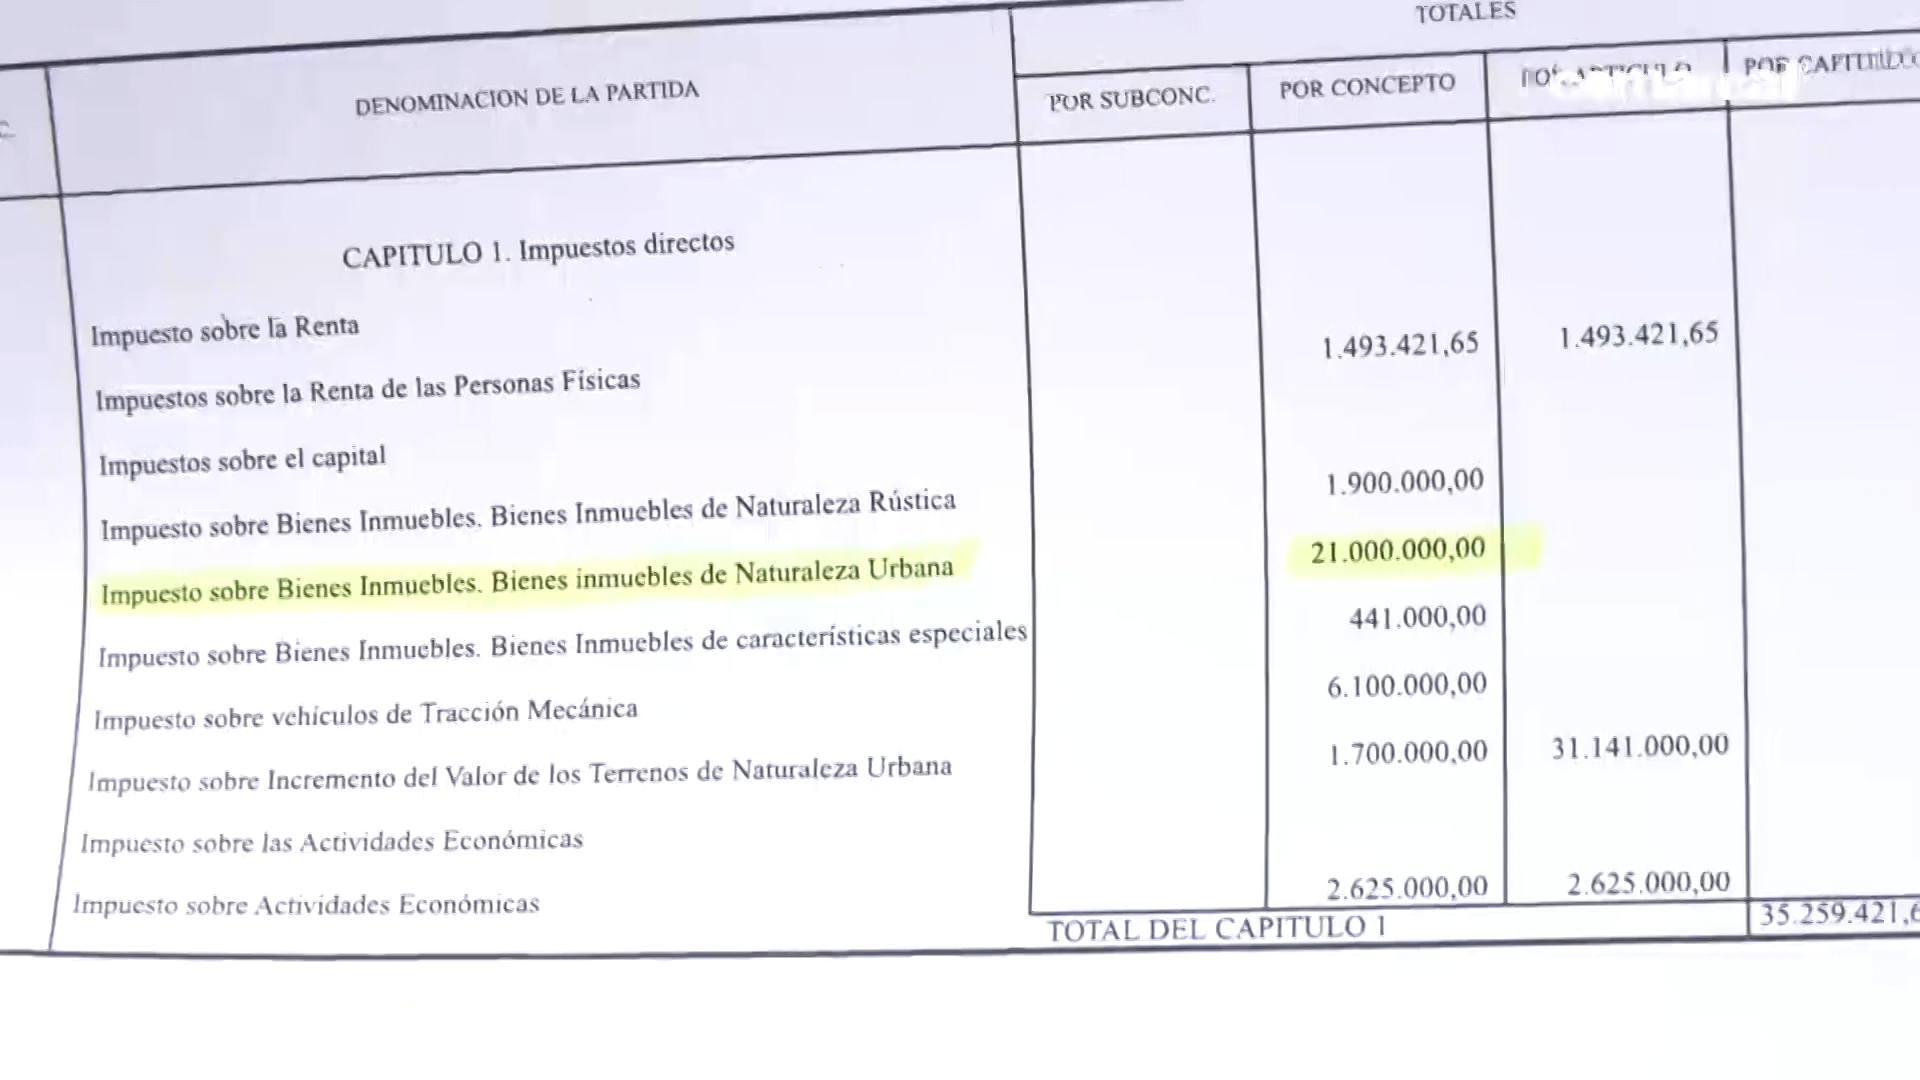 TOTALES
DENOMINACION DE LA PARTIDA
POR SUBCONC.
POR CONCEPTO
POR CAPITULO
CAPITULO 1. Impuestos directos
Impuesto sobre la Renta
1.493.421,65 1.493.421,65
Impuestos sobre la Renta de las Personas Físicas
Impuestos sobre el capital
1.900.000,00
Impuesto sobre Bienes Inmuebles. Bienes Inmuebles de Naturaleza Rústica
21.000.000,00
Impuesto sobre Bienes Inmuebles. Bienes inmuebles de Naturaleza Urbana
441.000,00
Impuesto sobre Bienes Inmuebles. Bienes Inmuebles de características especiales
6.100.000,00
Impuesto sobre vehículos de Tracción Mecánica
1.700.000,00 31.141.000,00
Impuesto sobre Incremento del Valor de los Terrenos de Naturaleza Urbana
Impuesto sobre las Actividades Económicas
2.625.000,00 2.625.000,00
Impuesto sobre Actividades Económicas
TOTAL DEL CAPITULO 1 35.259.421,6